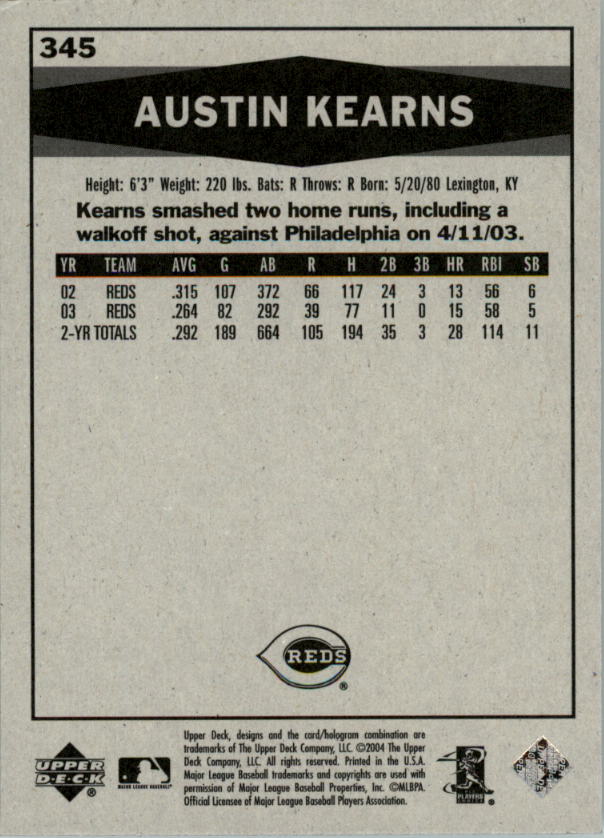 345
AUSTIN KEARNS
Height: 6'3" Weight: 220 lbs. Bats: R Throws: R Born: 5/20/80 Lexington, KY
Kearns smashed two home runs, including a
walkoff shot, against Philadelphia on 4/11/03.
YR TEAM AVG G AB R H 2B 3B HR RBI SB
02 REDS .315 107 372 66 117 24 3 13 56 6
03 REDS .264 82 292 39 77 11 0 15 58 5
2-YR TOTALS .292 189 664 105 194 35 3 28 114 11
REDS ®
UPPER
D·E·C·K ®
MAJOR LEAGUE BASEBALL
Upper Deck, designs and the card/hologram combination are
trademarks of The Upper Deck Company, LLC. ©2004 The Upper
Deck Company, LLC. All rights reserved. Printed in the U.S.A.
Major League Baseball trademarks and copyrights are used with
permission of Major League Baseball Properties, Inc. ©MLBPA.
Official Licensee of Major League Baseball Players Association.
PLAYERS
CHOICE ®